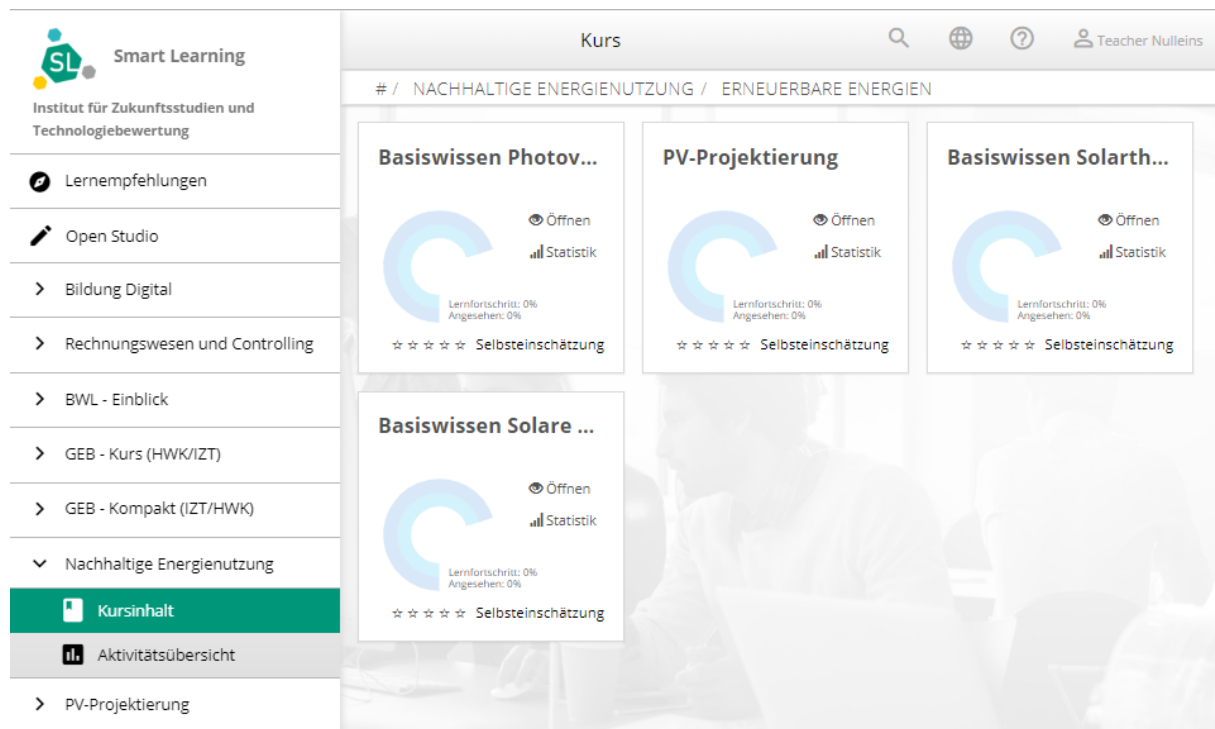 SL
Smart Learning
Institut für Zukunftsstudien und
Technologiebewertung
Lernempfehlungen
Open Studio
Bildung Digital
Rechnungswesen und Controlling
BWL - Einblick
GEB - Kurs (HWK/IZT)
GEB - Kompakt (IZT/HWK)
Nachhaltige Energienutzung
Kursinhalt
Aktivitätsübersicht
PV-Projektierung
Kurs
Teacher Nulleins
# / NACHHALTIGE ENERGIENUTZUNG / ERNEUERBARE ENERGIEN
Basiswissen Photov...
Öffnen
Statistik
Lernfortschritt: 0%
Angesehen: 0%
Selbsteinschätzung
PV-Projektierung
Öffnen
Statistik
Lernfortschritt: 0%
Angesehen: 0%
Selbsteinschätzung
Basiswissen Solarth...
Öffnen
Statistik
Lernfortschritt: 0%
Angesehen: 0%
Selbsteinschätzung
Basiswissen Solare ...
Öffnen
Statistik
Lernfortschritt: 0%
Angesehen: 0%
Selbsteinschätzung